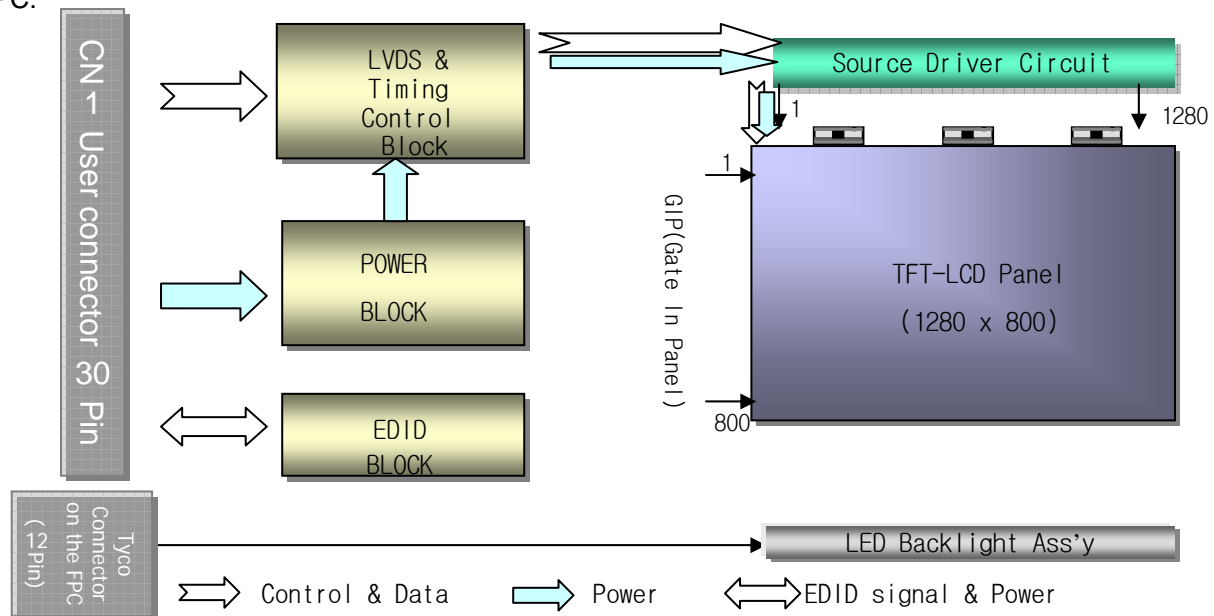 C.
CN 1 User connector 30 Pin
LVDS &
Timing
Control
Block
Source Driver Circuit
1
1280
1
POWER
BLOCK
GIP(Gate In Panel)
TFT-LCD Panel
(1280 x 800)
800
EDID
BLOCK
Tyco
Connector
on the FPC
(12Pin)
LED Backlight Ass'y
Control & Data
Power
EDID signal & Power